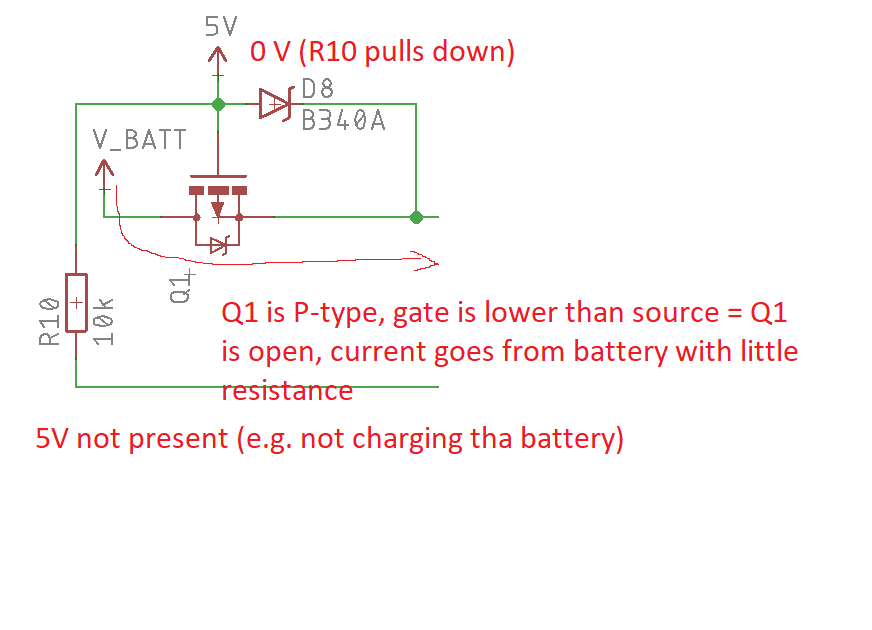 5V
0 V (R10 pulls down)
D8
B340A
V_BATT
Q1
R10
10k
Q1 is P-type, gate is lower than source = Q1
is open, current goes from battery with little
resistance
5V not present (e.g. not charging tha battery)